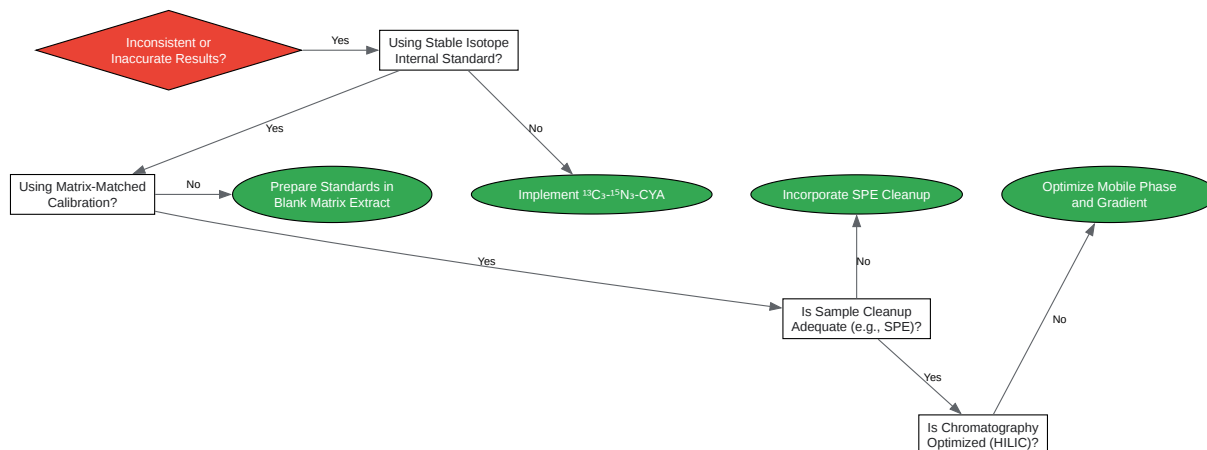 Inconsistent or
Inaccurate Results?
Yes
Using Stable Isotope
Internal Standard?
Yes
No
Using Matrix-Matched
Calibration?
No
Prepare Standards in
Blank Matrix Extract
Implement ¹³C₃-¹⁵N₃-CYA
Incorporate SPE Cleanup
Optimize Mobile Phase
and Gradient
Yes
No
Is Sample Cleanup
Adequate (e.g., SPE)?
No
Yes
Is Chromatography
Optimized (HILIC)?